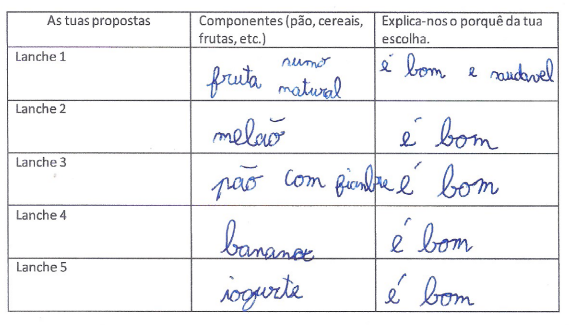 As tuas propostas Componentes (pão, cereais, frutas, etc.) Explica-nos o porquê da tua escolha.
Lanche 1 fruta sumo natural é bom e saudavel
Lanche 2 melão é bom
Lanche 3 pão com fiambre é bom
Lanche 4 banana é bom
Lanche 5 iogurte é bom